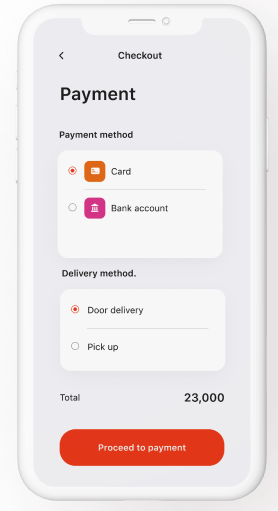 Checkout
Payment
Payment method
Card
Bank account
Delivery method.
Door delivery
Pick up
Total 23,000
Proceed to payment